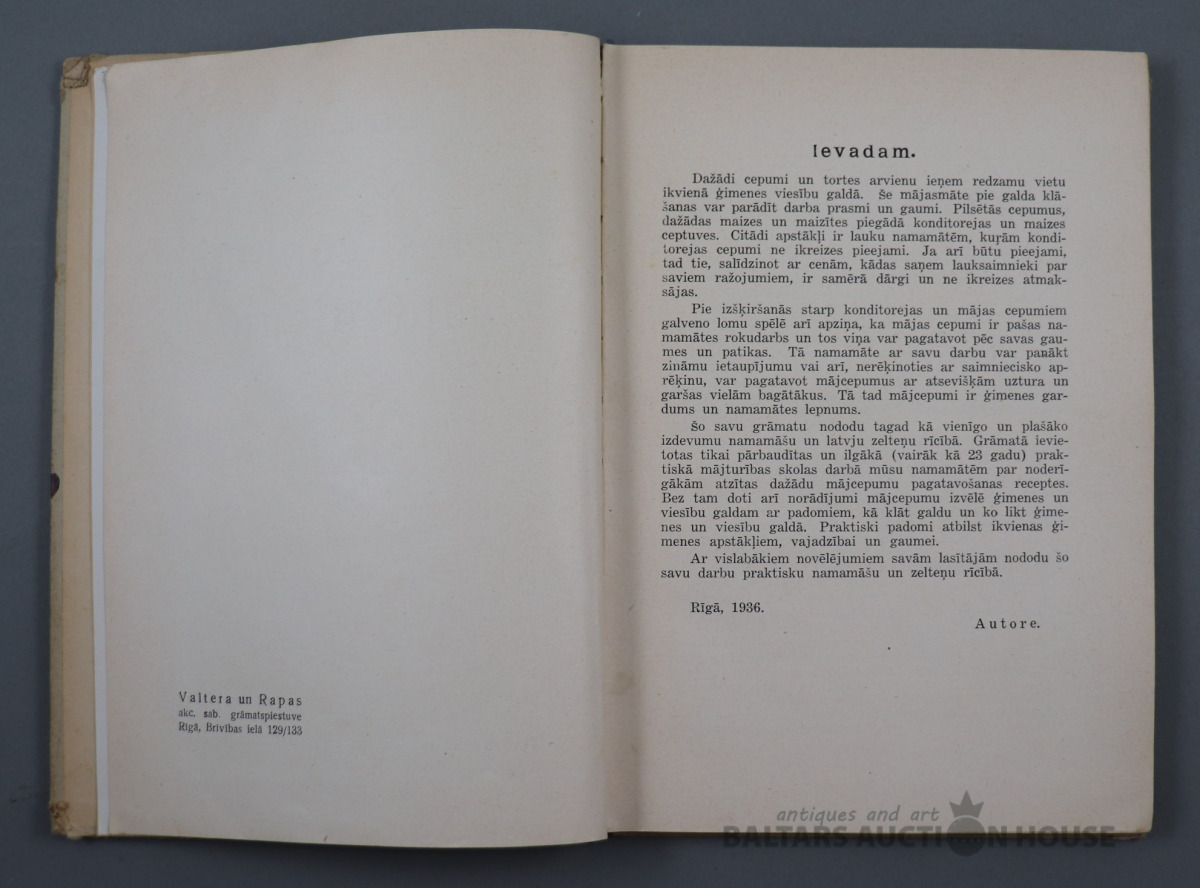 Valtera un Rapas
akc. sab. grāmatspiestuve
Rīgā, Brīvības ielā 129/133
Ievadam.
Dažādi cepumi un tortes arvienu ieņem redzamu vietu
ikvienā ģimenes viesību galdā. Še mājasmāte pie galda klā-
šanas var parādīt darba prasmi un gaumi. Pilsētās cepumus,
dažādas maizes un maizītes piegādā konditorejas un maizes
ceptuves. Citādi apstākļi ir lauku namamātēm, kuŗām kondi-
torejas cepumi ne ikreizes pieejami. Ja arī būtu pieejami,
tad tie, salīdzinot ar cenām, kādas saņem lauksaimnieki par
saviem ražojumiem, ir samērā dārgi un ne ikreizes atmak-
sājas.
Pie izšķiršanās starp konditorejas un mājas cepumiem
galveno lomu spēlē arī apziņa, ka mājas cepumi ir pašas na-
mamātes rokudarbs un tos viņa var pagatavot pēc savas gau-
mes un patikas. Tā namamāte ar savu darbu var panākt
zināmu ietaupījumu vai arī, nerēķinoties ar saimniecisko ap-
rēķinu, var pagatavot mājcepumus ar atsevišķām uztura un
garšas vielām bagātākus. Tā tad mājcepumi ir ģimenes gar-
dums un namamātes lepnums.
Šo savu grāmatu nododu tagad kā vienīgo un plašāko
izdevumu namamāšu un latvju zelteņu rīcībā. Grāmatā ievie-
totas tikai pārbaudītas un ilgākā (vairāk kā 23 gadu) prak-
tiskā mājturības skolas darbā mūsu namamātēm par noderī-
gākām atzītas dažādu mājcepumu pagatavošanas receptes.
Bez tam doti arī norādījumi mājcepumu izvēlē ģimenes un
viesību galdam ar padomiem, kā klāt galdu un ko likt ģime-
nes un viesību galdā. Praktiski padomi atbilst ikvienas ģi-
menes apstākļiem, vajadzībai un gaumei.
Ar vislabākiem novēlējumiem savām lasītājām nododu šo
savu darbu praktisku namamāšu un zelteņu rīcībā.
Rīgā, 1936.
Autore.
antiques and art
BALTARS AUCTION HOUSE